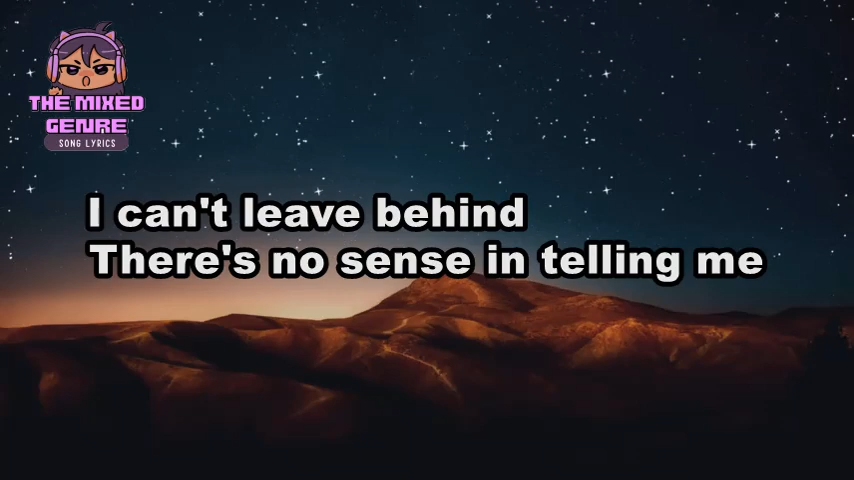 THE MIXED
GENRE
SONG LYRICS
I can't leave behind
There's no sense in telling me